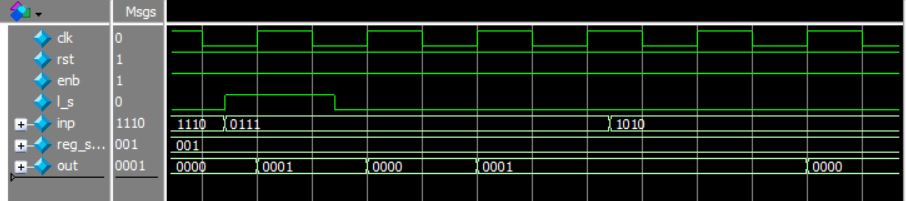 Msgs
clk 0
rst 1
enb 1
l_s 0
inp 1110 1110 0111 1010
reg_s... 001 001
out 0001 0000 0001 0000 0001 0000